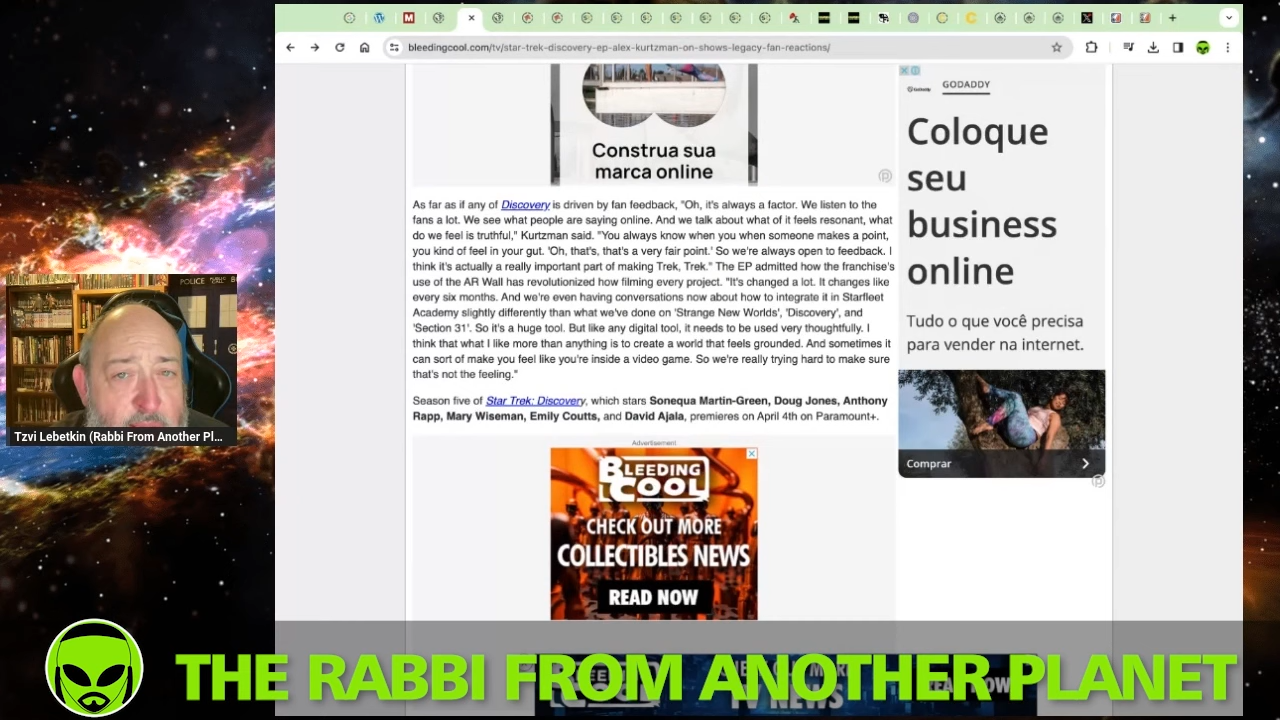 bleedingcool.com/tv/star-trek-discovery-ep-alex-kurtzman-on-shows-legacy-fan-reactions/
Construa sua
marca online
As far as if any of Discovery is driven by fan feedback, "Oh, it's always a factor. We listen to the
fans a lot. We see what people are saying online. And we talk about what of it feels resonant, what
do we feel is truthful," Kurtzman said. "You always know when you when someone makes a point,
you kind of feel in your gut. 'Oh, that's, that's a very fair point.' So we're always open to feedback. I
think it's actually a really important part of making Trek, Trek." The EP admitted how the franchise's
use of the AR Wall has revolutionized how filming every project. "It's changed a lot. It changes like
every six months. And we're even having conversations now about how to integrate it in Starfleet
Academy slightly differently than what we've done on 'Strange New Worlds', 'Discovery', and
'Section 31'. So it's a huge tool. But like any digital tool, it needs to be used very thoughtfully. I
think that what I like more than anything is to create a world that feels grounded. And sometimes it
can sort of make you feel like you're inside a video game. So we're really trying hard to make sure
that's not the feeling."
Season five of Star Trek: Discovery, which stars Sonequa Martin-Green, Doug Jones, Anthony
Rapp, Mary Wiseman, Emily Coutts, and David Ajala, premieres on April 4th on Paramount+.
Advertisement
BLEEDING
COOL
CHECK OUT MORE
COLLECTIBLES NEWS
READ NOW
GODADDY
Coloque
seu
business
online
Tudo o que você precisa
para vender na internet.
Comprar
POLICE
Tzvi Lebetkin (Rabbi From Another Pl...
THE RABBI FROM ANOTHER PLANET